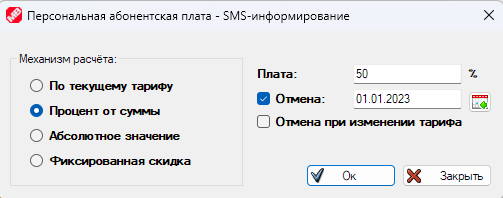 Персональная абонентская плата - SMS-информирование
Механизм расчёта:
По текущему тарифу
Процент от суммы
Абсолютное значение
Фиксированная скидка
Плата: 50 %
Отмена: 01.01.2023
Отмена при изменении тарифа
Ок Закрыть